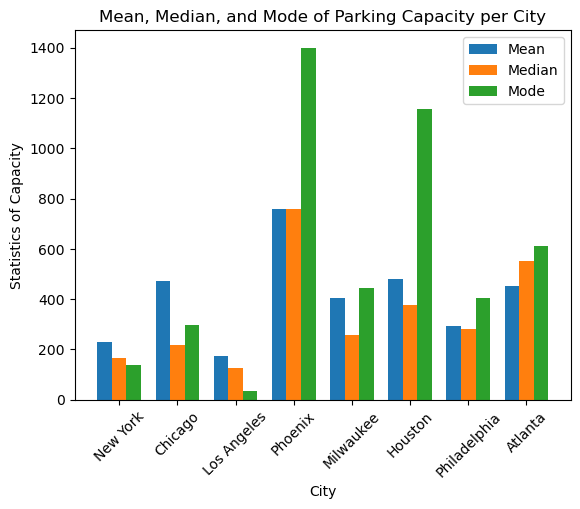 Mean, Median, and Mode of Parking Capacity per City
Mean
Median
Mode
Statistics of Capacity
1400
1200
1000
800
600
400
200
0
New York
Chicago
Los Angeles
Phoenix
Milwaukee
Houston
Philadelphia
Atlanta
City